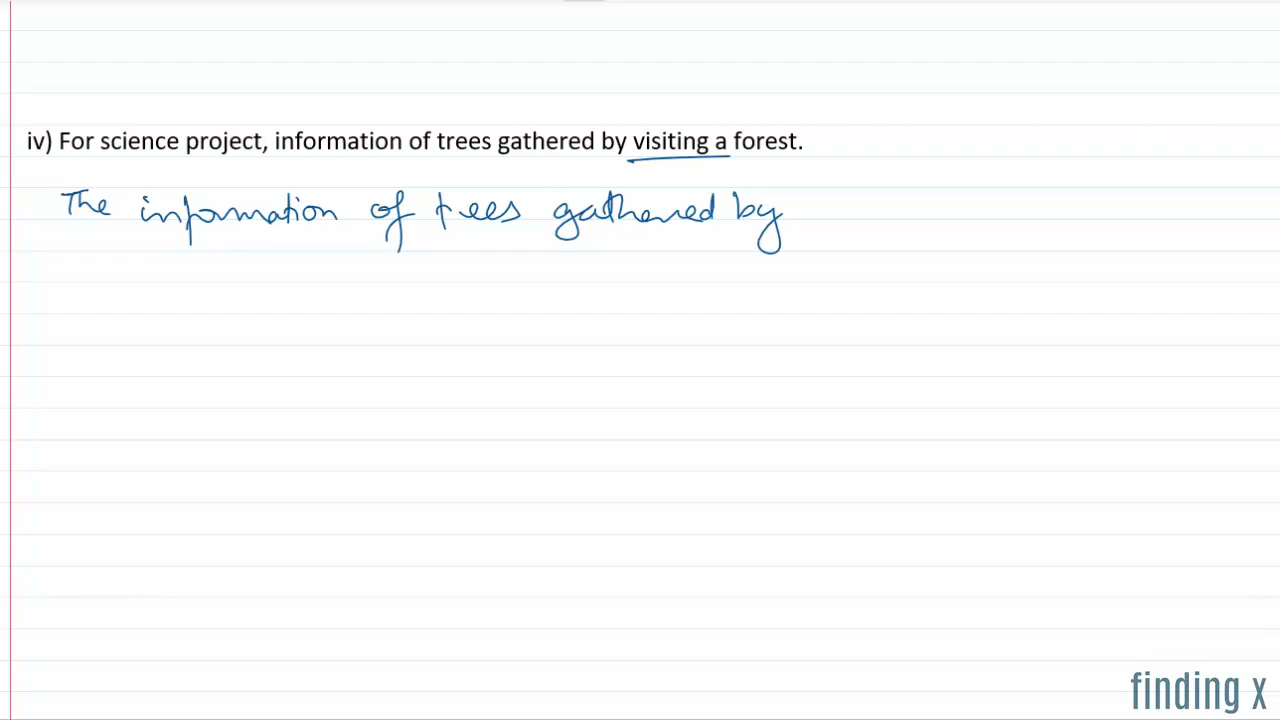 iv) For science project, information of trees gathered by visiting a forest.
The information of trees gathered by
finding x